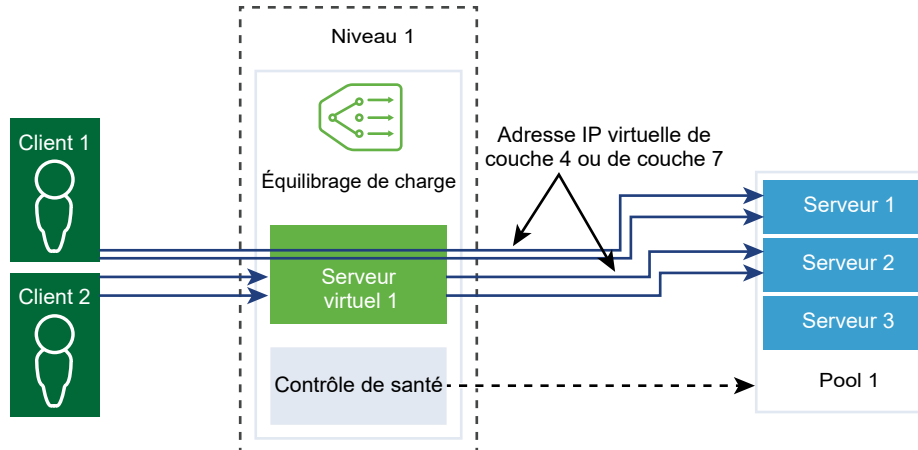 Niveau 1
Client 1
Équilibrage de charge
Adresse IP virtuelle de
couche 4 ou de couche 7
Serveur 1
Serveur
virtuel 1
Serveur 2
Client 2
Serveur 3
Contrôle de santé
Pool 1